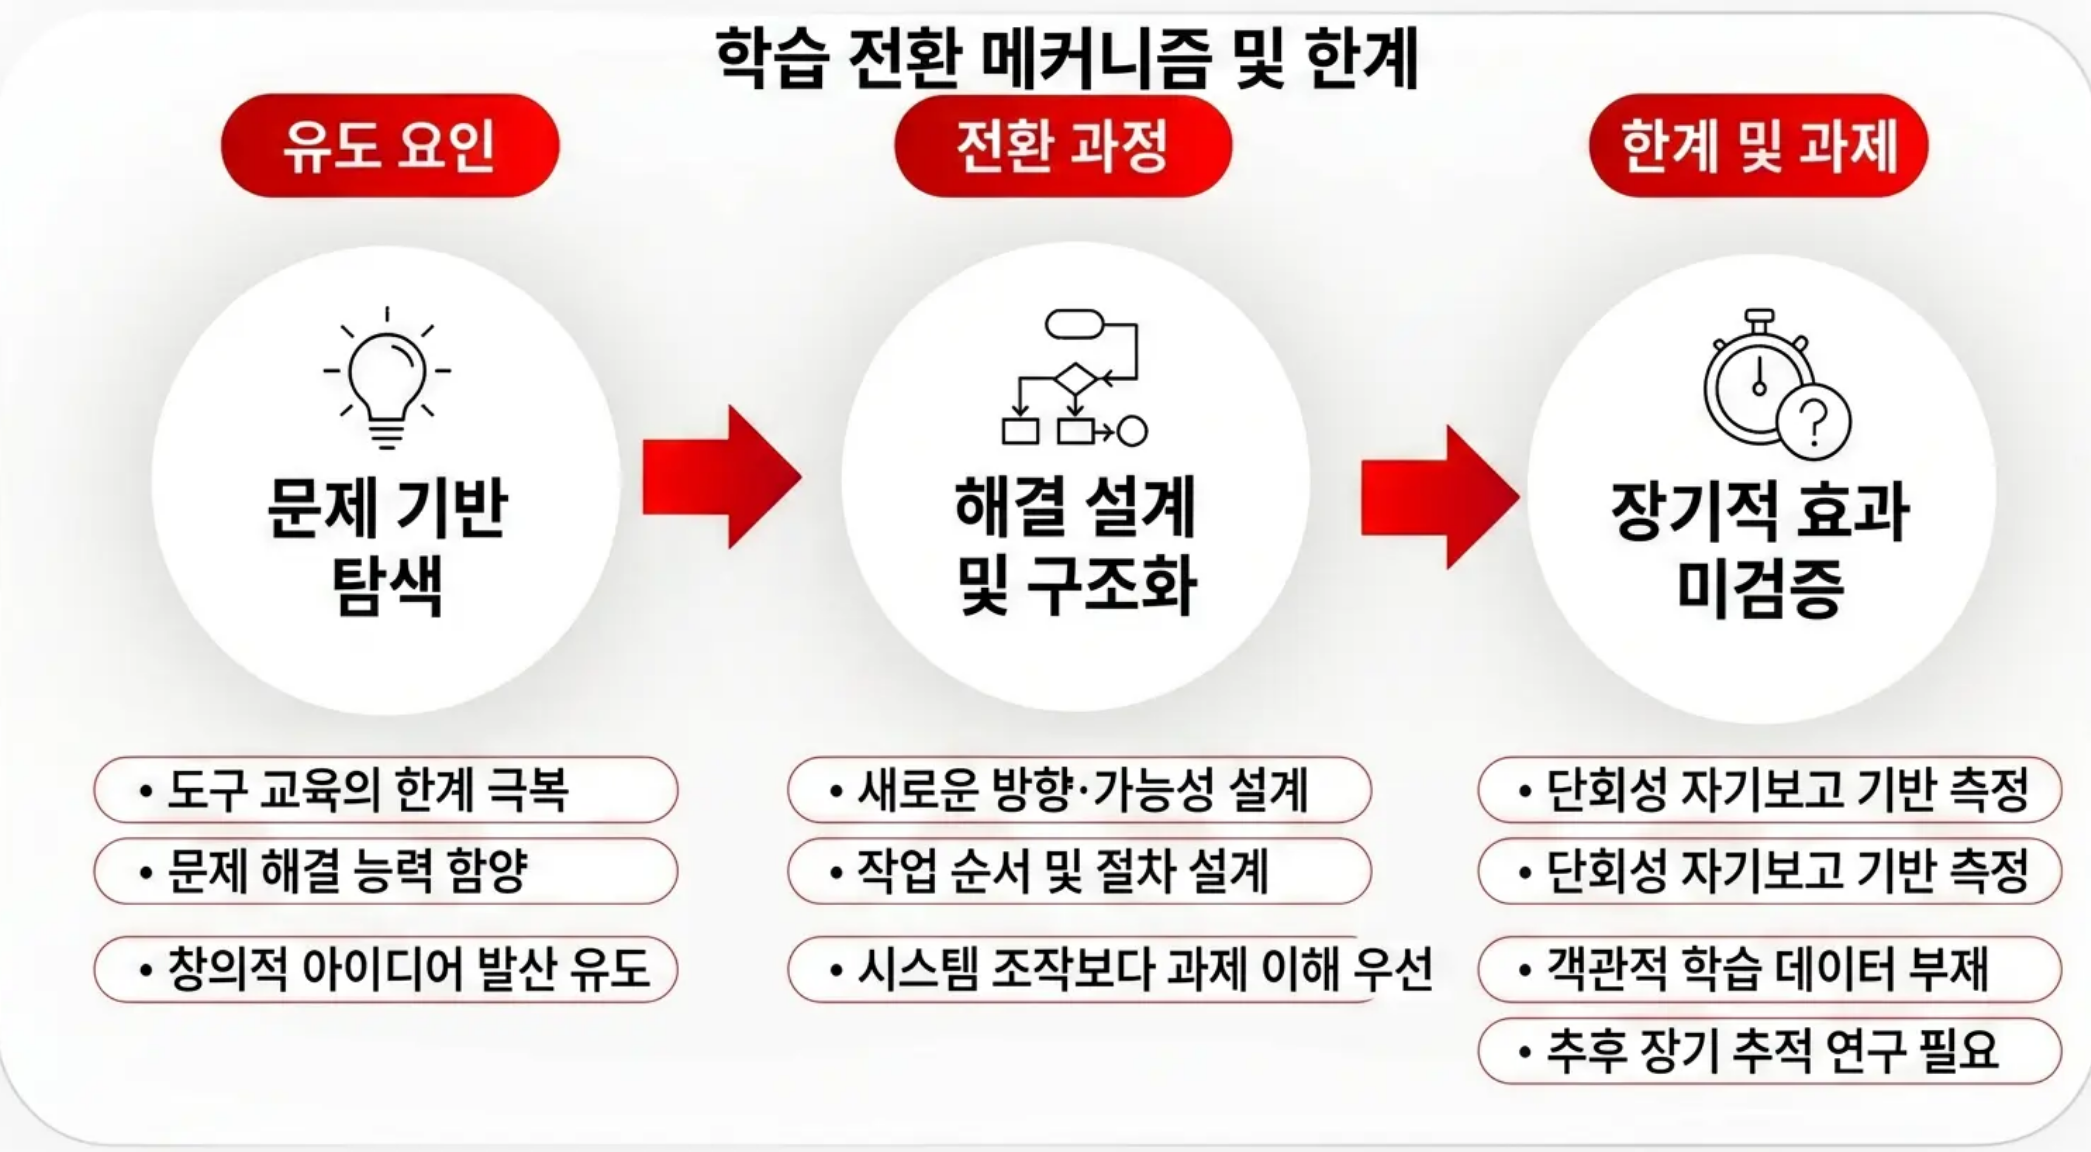 학습 전환 메커니즘 및 한계
유도 요인
문제 기반
탐색
• 도구 교육의 한계 극복
• 문제 해결 능력 함양
• 창의적 아이디어 발산 유도
전환 과정
해결 설계
및 구조화
• 새로운 방향·가능성 설계
• 작업 순서 및 절차 설계
• 시스템 조작보다 과제 이해 우선
한계 및 과제
?
장기적 효과
미검증
• 단회성 자기보고 기반 측정
• 단회성 자기보고 기반 측정
• 객관적 학습 데이터 부재
• 추후 장기 추적 연구 필요